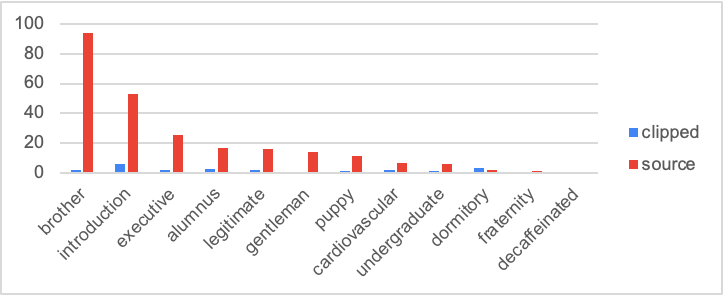 100
80
60
40
20
0
clipped
source
brother
introduction
executive
alumnus
legitimate
gentleman
puppy
cardiovascular
undergraduate
dormitory
fraternity
decaffeinated